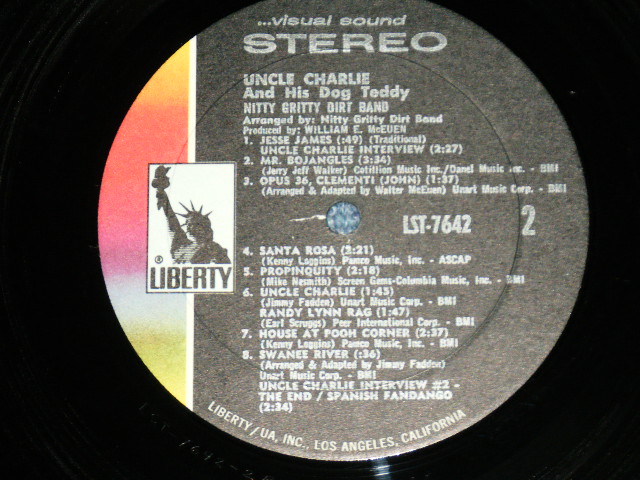 ...visual sound
STEREO
UNCLE CHARLIE
And His Dog Teddy
NITTY GRITTY DIRT BAND
Arranged by: Nitty Gritty Dirt Band
Produced by: WILLIAM E. McEUEN
1. JESSE JAMES (:49) (Traditional)
UNCLE CHARLIE INTERVIEW (2:27)
2. MR. BOJANGLES (3:34)
(Jerry Jeff Walker) Cotillion Music Inc./Danel Music Inc. - BMI
3. OPUS 36, CLEMENTI (JOHN) (1:37)
(Arranged & Adapted by Walter McEuen) Unart Music Corp. - BMI
LST-7642 2
4. SANTA ROSA (2:21)
(Kenny Loggins) Pamco Music, Inc. - ASCAP
5. PROPINQUITY (2:18)
(Mike Nesmith) Screen Gems-Columbia Music, Inc. - BMI
6. UNCLE CHARLIE (1:45)
(Jimmy Fadden) Unart Music Corp. - BMI
RANDY LYNN RAG (1:47)
(Earl Scruggs) Peer International Corp. - BMI
7. HOUSE AT POOH CORNER (2:37)
(Kenny Loggins) Pamco Music, Inc. - BMI
8. SWANEE RIVER (:36)
(Arranged & Adapted by Jimmy Fadden)
Unart Music Corp. - BMI
UNCLE CHARLIE INTERVIEW #2 -
THE END / SPANISH FANDANGO
(2:34)
® LIBERTY
LIBERTY/UA, INC., LOS ANGELES, CALIFORNIA